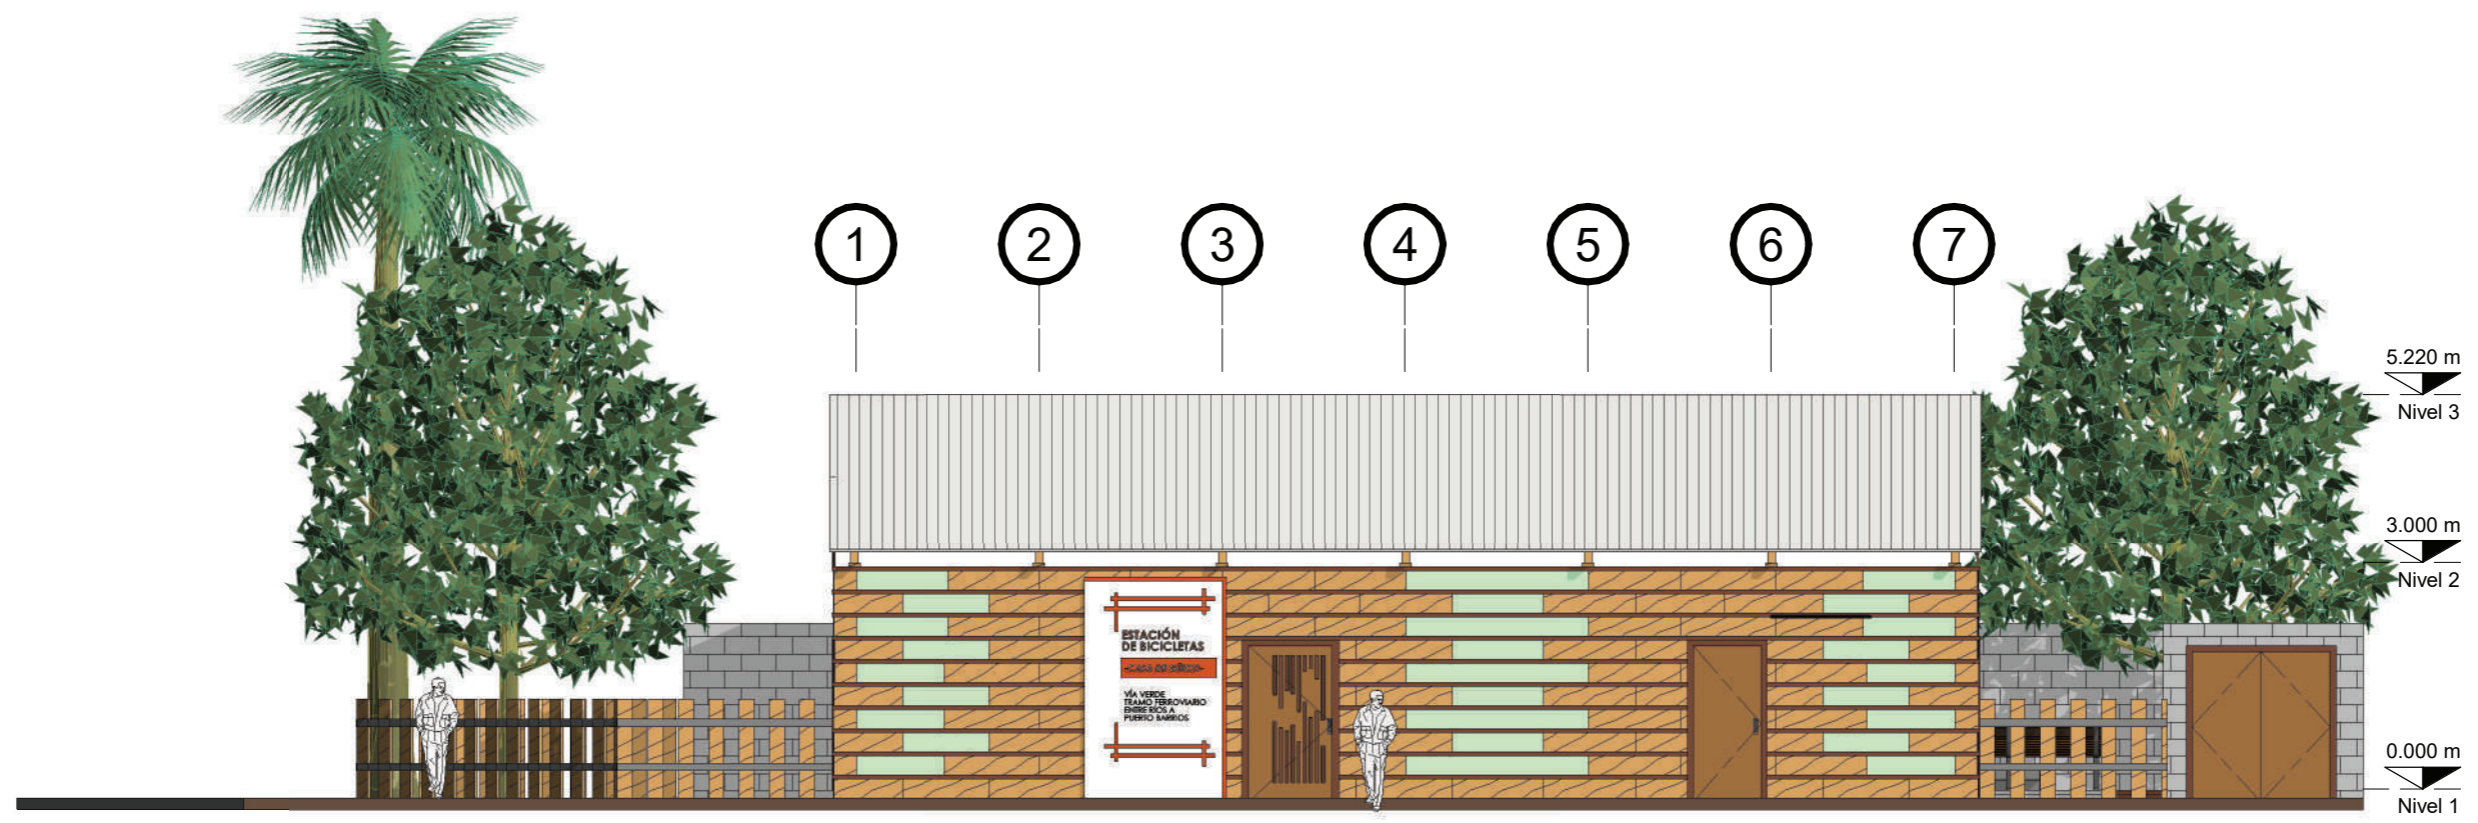 1 2 3 4 5 6 7
5.220 m
Nivel 3
3.000 m
Nivel 2
ESTACIÓN
DE BICICLETAS
VÍA VERDE
TRAMO FERROVIARIO
ENTRE RÍOS A
PUERTO BARRIOS
0.000 m
Nivel 1